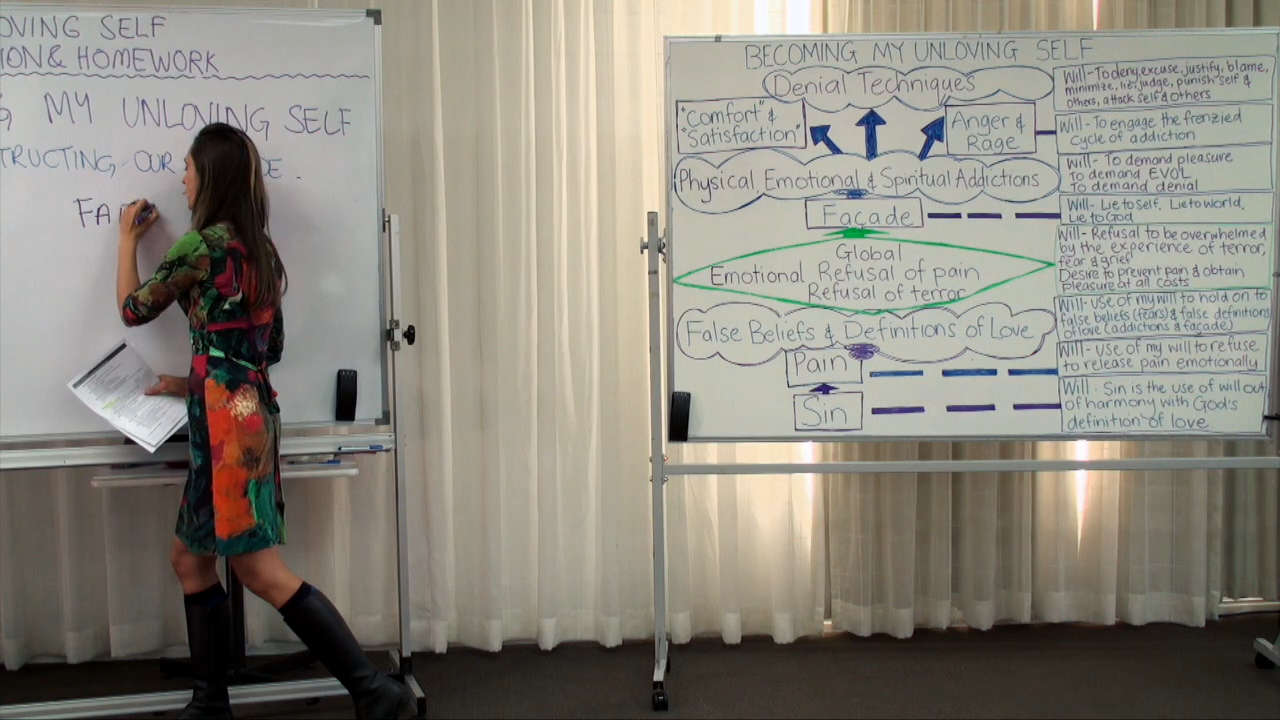 OVING SELF
ION & HOMEWORK
G MY UNLOVING SELF
TRUCTING, OUR DE.
FA
BECOMING MY UNLOVING SELF
Denial Techniques
"Comfort" &
"Satisfaction"
Anger &
Rage
Physical, Emotional & Spiritual Addictions
Façade
Global
Emotional Refusal of pain
Refusal of terror
False Beliefs & Definitions of Love
Pain
Sin
Will - To deny, excuse, justify, blame,
minimize, lie, judge, punish self &
others, attack self & others
Will - To engage the frenzied
cycle of addiction
Will - To demand pleasure
To demand EVOL
To demand denial
Will - Lie to self, Lie to world,
Lie to God
Will - Refusal to be overwhelmed
by the experience of terror,
fear & grief
Desire to prevent pain & obtain
pleasure at all costs
Will - Use of my will to hold on to
false beliefs (fears) & false definitions
of love (addictions & façade)
Will - Use of my will to refuse
to release pain emotionally
Will - Sin is the use of will out
of harmony with God's
definition of love